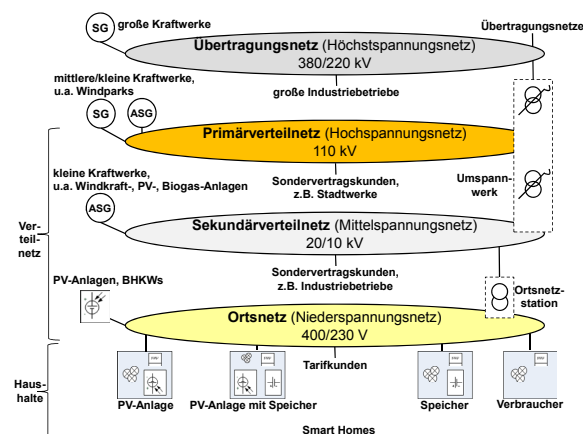 SG
große Kraftwerke
Übertragungsnetze
Übertragungsnetz (Höchstspannungsnetz)
380/220 kV
mittlere/kleine Kraftwerke,
u.a. Windparks
große Industriebetriebe
SG
ASG
Primärverteilnetz (Hochspannungsnetz)
110 kV
kleine Kraftwerke,
u.a. Windkraft-, PV-, Biogas-Anlagen
Sondervertragskunden,
z.B. Stadtwerke
Umspann-
werk
ASG
Sekundärverteilnetz (Mittelspannungsnetz)
20/10 kV
Ver-
teil-
netz
Sondervertragskunden,
z.B. Industriebetriebe
PV-Anlagen, BHKWs
Ortsnetz-
station
Ortsnetz (Niederspannungsnetz)
400/230 V
Tarifkunden
Haus-
halte
PV-Anlage
PV-Anlage mit Speicher
Speicher
Verbraucher
Smart Homes